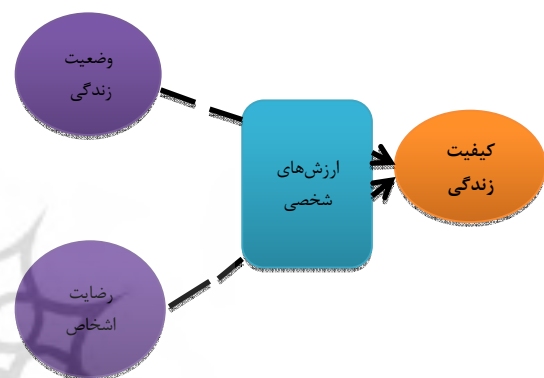 وضعیت
زندگی
ارزش‌های
شخصی
کیفیت
زندگی
رضایت
اشخاص